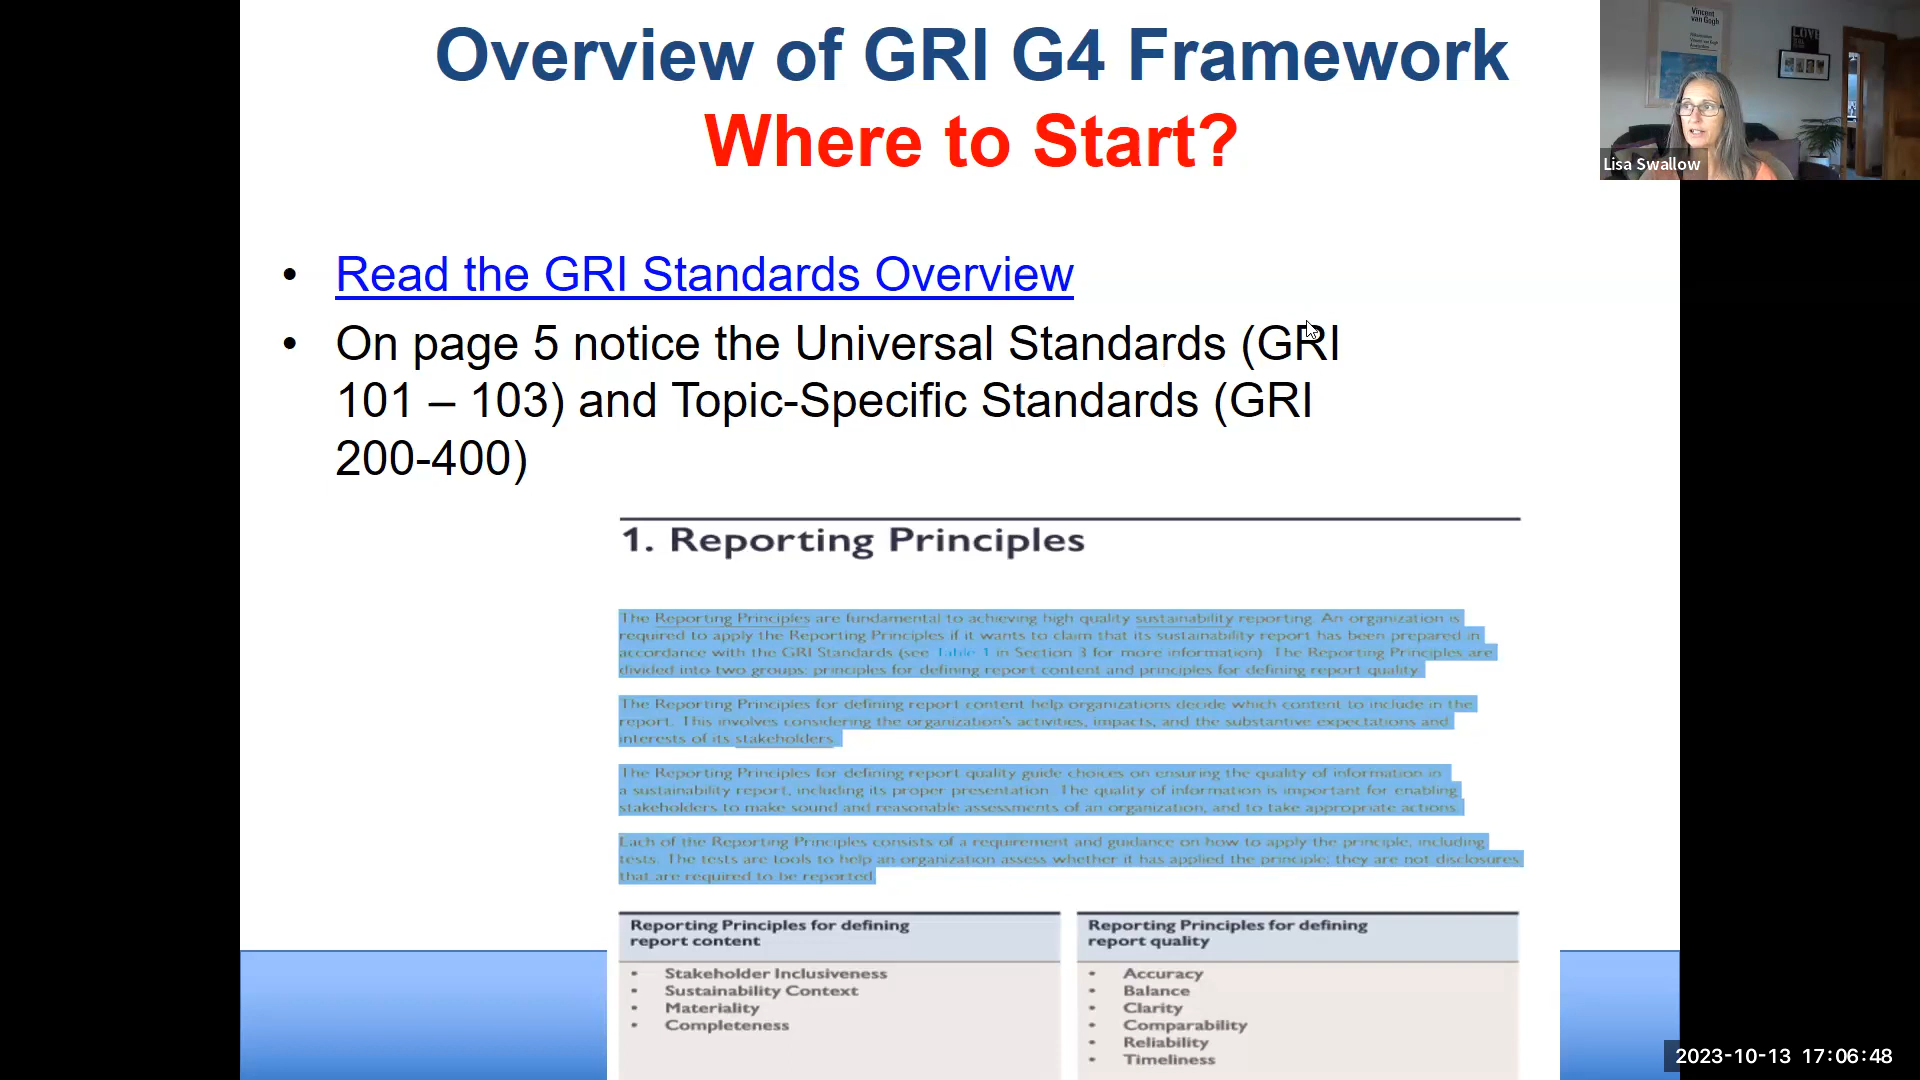 Overview of GRI G4 Framework
Where to Start?
Vincent
van Gogh
LOVE
Lisa Swallow
• Read the GRI Standards Overview
• On page 5 notice the Universal Standards (GRI
101 – 103) and Topic-Specific Standards (GRI
200-400)
1. Reporting Principles
The Reporting Principles are fundamental to achieving high quality sustainability reporting. An organization is
required to apply the Reporting Principles if it wants to claim that its sustainability report has been prepared in
accordance with the GRI Standards (see Table 1 in Section 3 for more information). The Reporting Principles are
divided into two groups: principles for defining report content and principles for defining report quality.
The Reporting Principles for defining report content help organizations decide which content to include in the
report. This involves considering the organization's activities, impacts, and the substantive expectations and
interests of its stakeholders.
The Reporting Principles for defining report quality guide choices on ensuring the quality of information in
a sustainability report, including its proper presentation. The quality of information is important for enabling
stakeholders to make sound and reasonable assessments of an organization, and to take appropriate actions.
Each of the Reporting Principles consists of a requirement and guidance on how to apply the principle, including
tests. The tests are tools to help an organization assess whether it has applied the principle; they are not disclosures
that are required to be reported.
Reporting Principles for defining
report content
• Stakeholder Inclusiveness
• Sustainability Context
• Materiality
• Completeness
Reporting Principles for defining
report quality
• Accuracy
• Balance
• Clarity
• Comparability
• Reliability
• Timeliness
2023-10-13 17:06:48